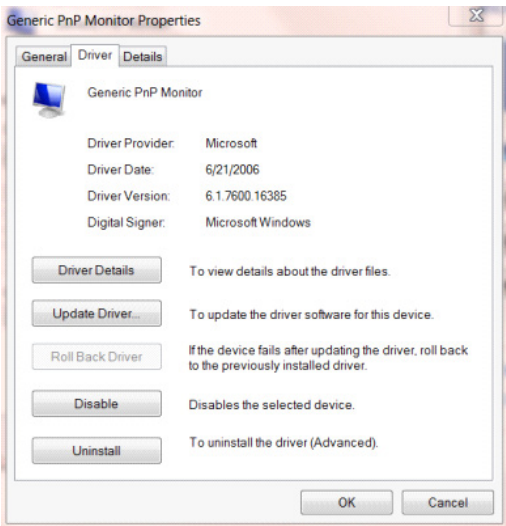 Generic PnP Monitor Properties
General Driver Details
Generic PnP Monitor
Driver Provider: Microsoft
Driver Date: 6/21/2006
Driver Version: 6.1.7600.16385
Digital Signer: Microsoft Windows
Driver Details To view details about the driver files.
Update Driver... To update the driver software for this device.
Roll Back Driver If the device fails after updating the driver, roll back
to the previously installed driver.
Disable Disables the selected device.
Uninstall To uninstall the driver (Advanced).
OK Cancel